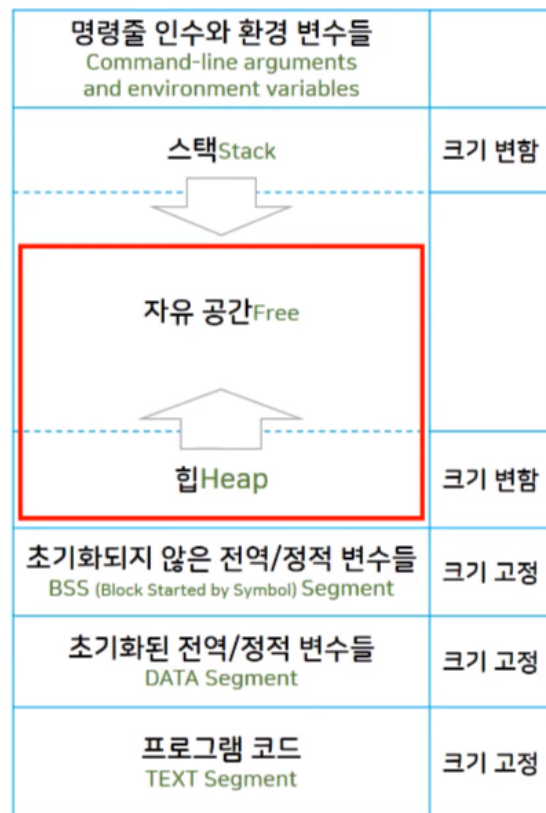 명령줄 인수와 환경 변수들
Command-line arguments
and environment variables
스택Stack
크기 변함
자유 공간Free
힙Heap
크기 변함
초기화되지 않은 전역/정적 변수들
BSS (Block Started by Symbol) Segment
크기 고정
초기화된 전역/정적 변수들
DATA Segment
크기 고정
프로그램 코드
TEXT Segment
크기 고정